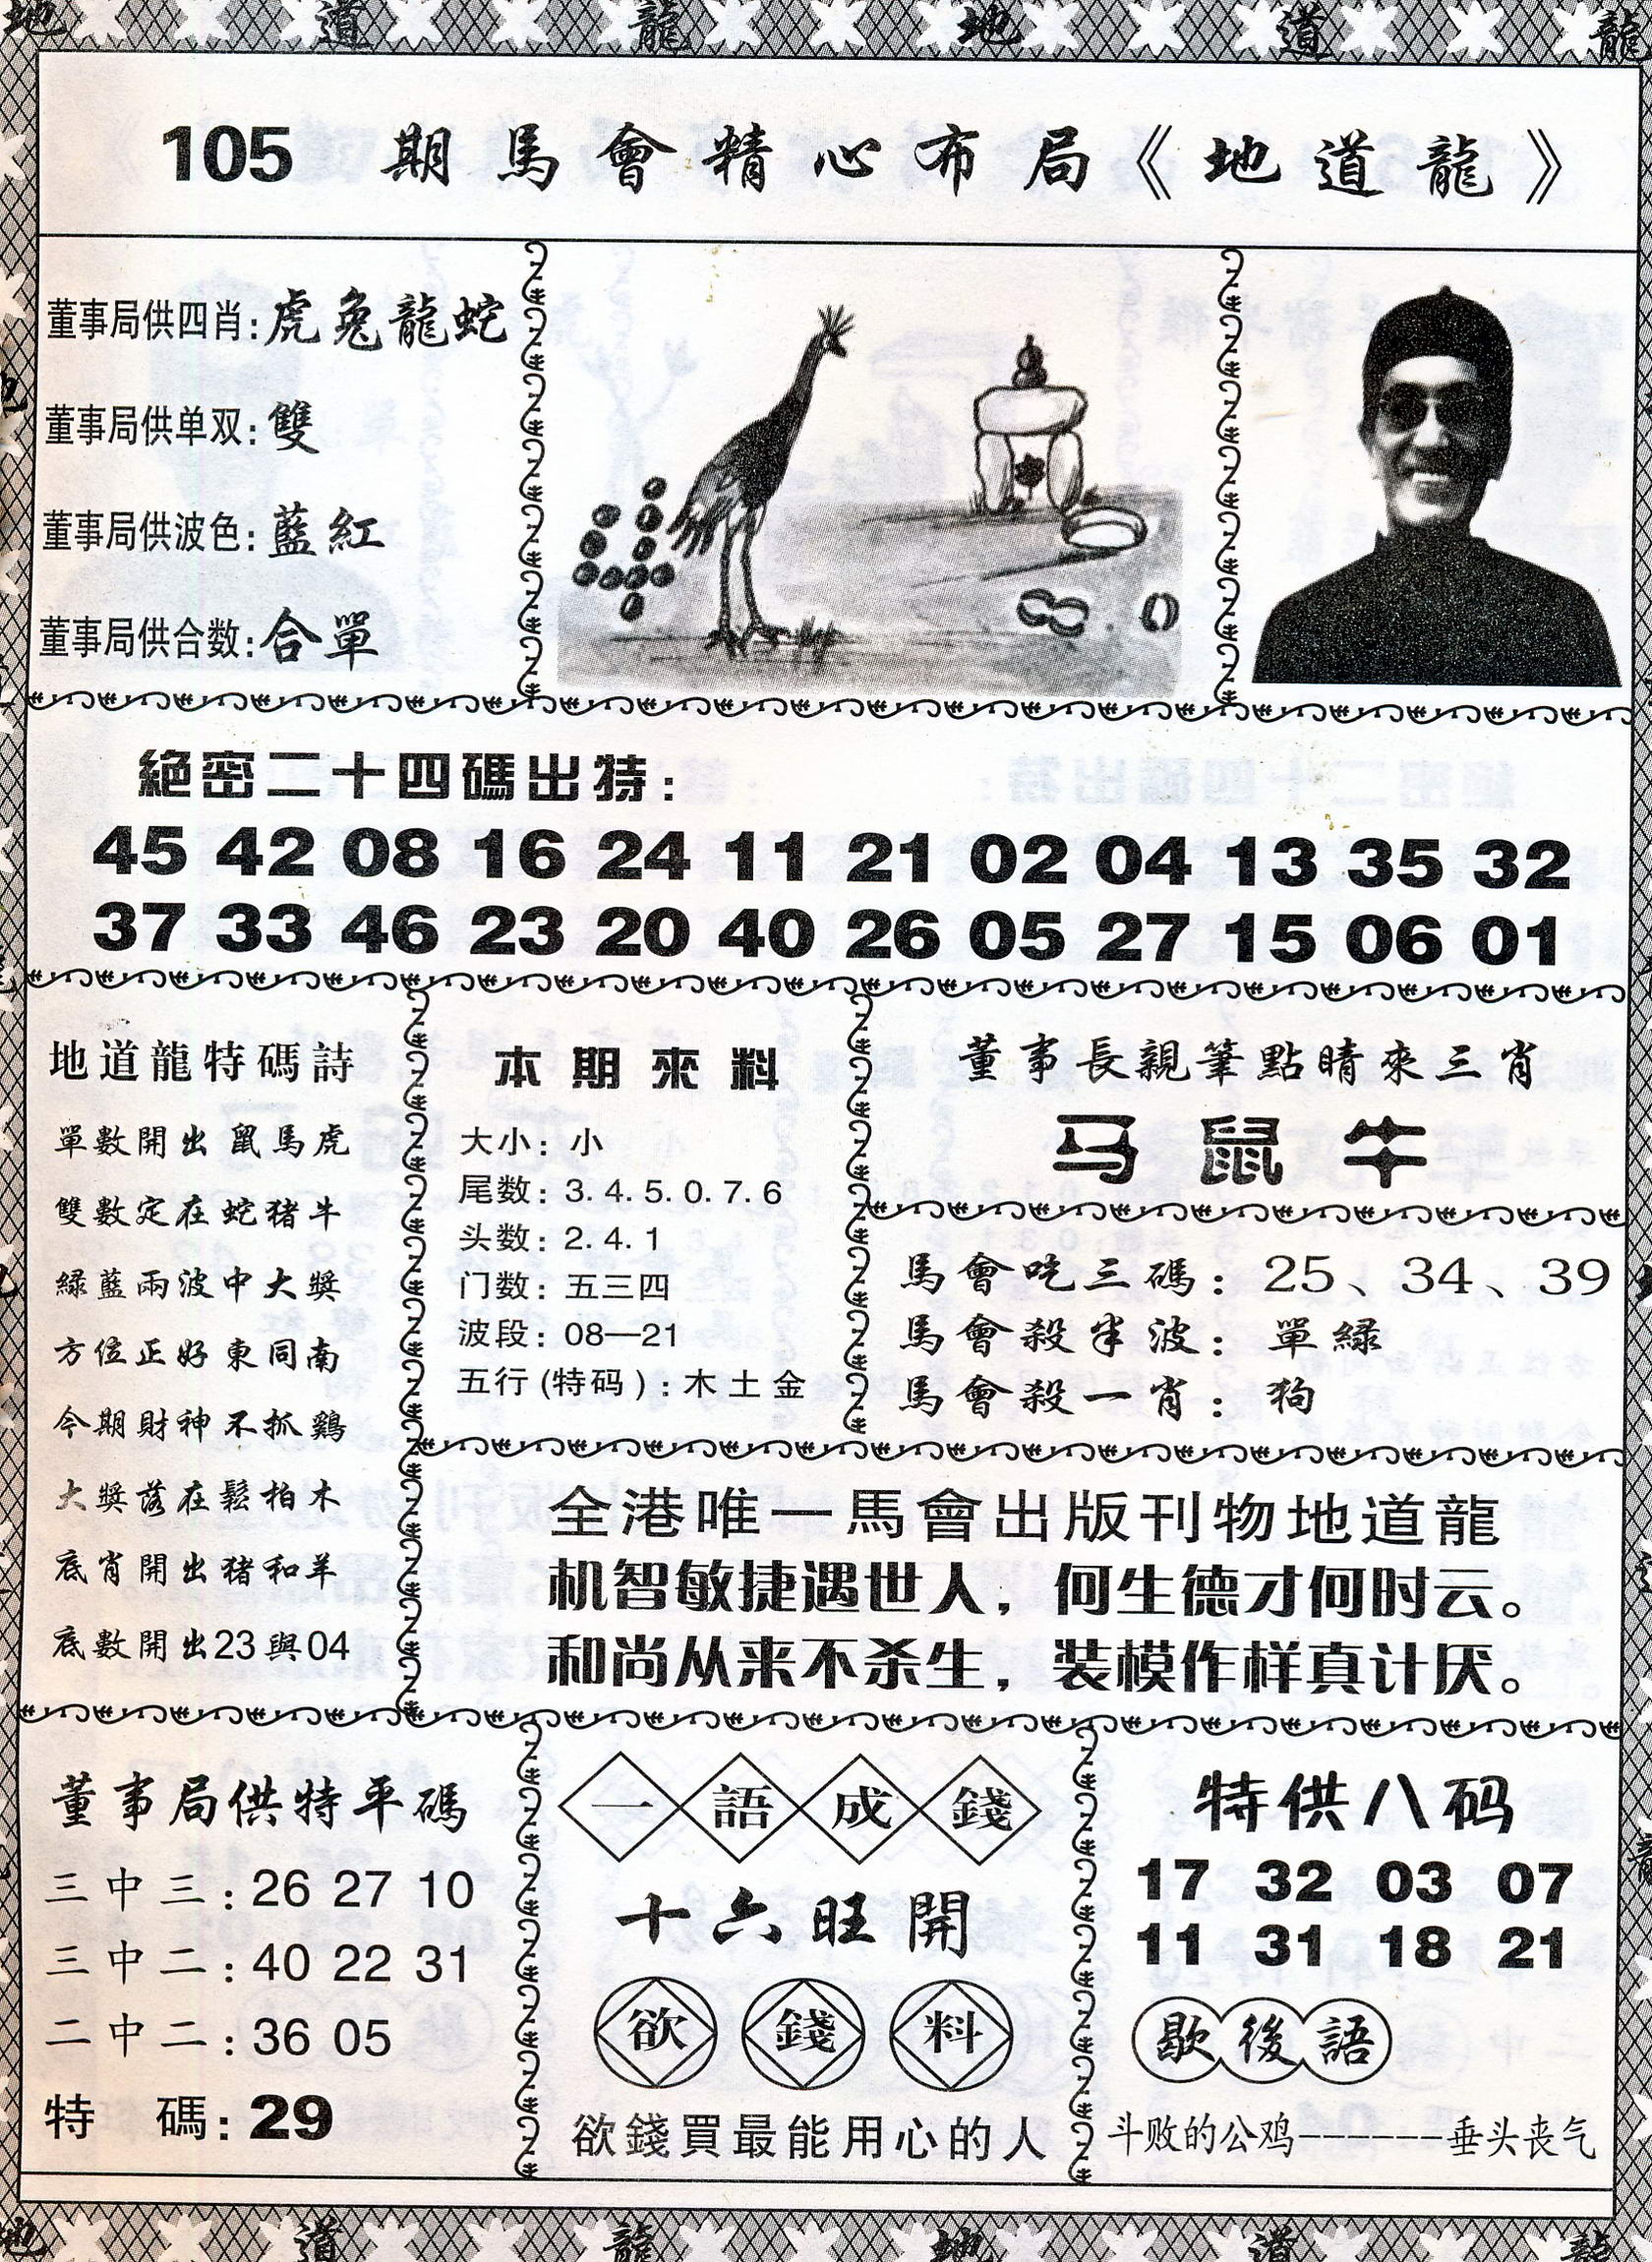 地 道 龍 地 道 龍
105 期馬會精心布局《地道龍》
董事局供四肖:虎兔龍蛇
董事局供单双:雙
董事局供波色:藍紅
董事局供合数:合單
絕密二十四碼出特:
45 42 08 16 24 11 21 02 04 13 35 32
37 33 46 23 20 40 26 05 27 15 06 01
地道龍特碼詩
單數開出鼠馬虎
雙數定在蛇猪牛
緑藍兩波中大獎
方位正好東同南
今期財神不抓鷄
大獎落在鬆柏木
底肖開出猪和羊
底數開出23與04
本期來料
大小: 小
尾数: 3. 4. 5. 0. 7. 6
头数: 2. 4. 1
门数: 五三四
波段: 08—21
五行 (特码) : 木 土 金
董事長親筆點睛來三肖
马 鼠 牛
馬會吃三碼: 25、34、39
馬會殺半波: 單緑
馬會殺一肖: 狗
全港唯一馬會出版刊物地道龍
机智敏捷遇世人，何生德才何时云。
和尚从来不杀生，装模作样真计厌。
董事局供特平碼
三中三:26 27 10
三中二:40 22 31
二中二:36 05
特 碼:29
一語成錢
十六旺開
欲錢料
欲錢買最能用心的人
特供八码
17 32 03 07
11 31 18 21
歇後語
斗败的公鸡------垂头丧气
地 道 龍 地 道 龍